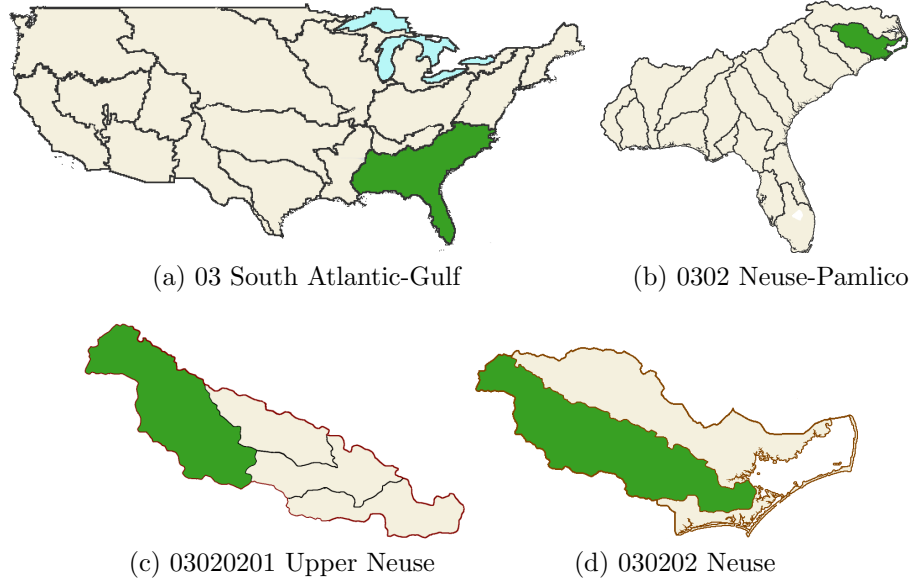 (a) 03 South Atlantic-Gulf
(b) 0302 Neuse-Pamlico
(c) 03020201 Upper Neuse
(d) 030202 Neuse